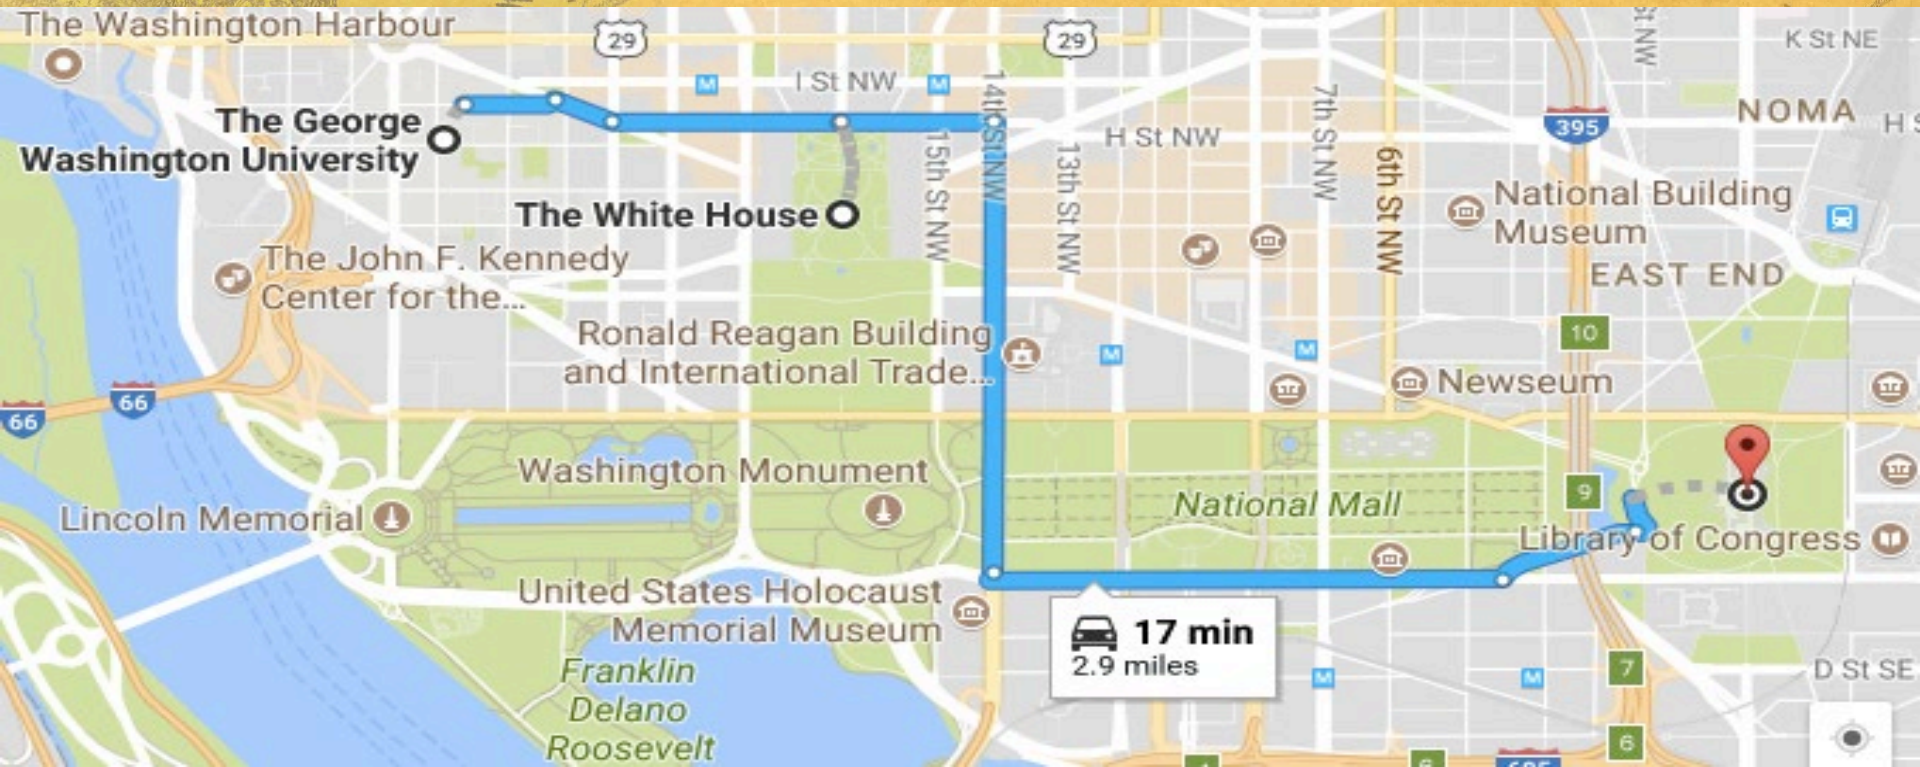 The Washington Harbour
29
29
St NW
K St NE
I St NW
14th St NW
The George
Washington University
7th St NW
NOMA
395
H St NW
15th St NW
13th St NW
6th St NW
National Building
Museum
The White House
The John F. Kennedy
Center for the...
EAST END
Ronald Reagan Building
and International Trade...
10
Newseum
66
66
Washington Monument
National Mall
9
Lincoln Memorial
Library of Congress
United States Holocaust
Memorial Museum
17 min
2.9 miles
Franklin
Delano
Roosevelt
7
D St SE
6
M
M
M
M
M
M